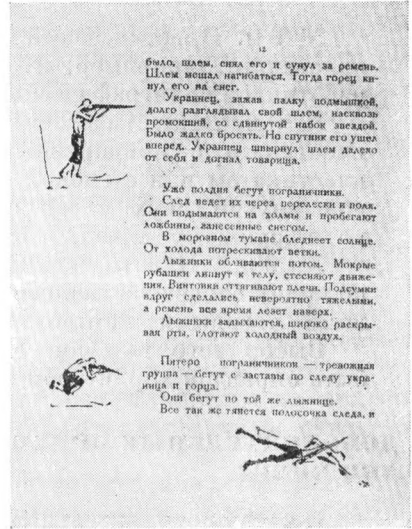 12
было, шлем, снял его и сунул за ремень.
Шлем мешал нагибаться. Тогда горец ки-
нул его на снег.
Украинец, зажав палку подмышкой,
долго разглядывал свой шлем, насквозь
промокший, со сдвинутой набок звездой.
Было жалко бросать. Но спутник его ушел
вперед. Украинец швырнул шлем далеко
от себя и догнал товарища.
Уже полдня бегут пограничники.
След ведет их через перелески и поля.
Они подымаются на холмы и пробегают
ложбины, занесенные снегом.
В морозном тумане бледнеет солнце.
От холода потрескивают ветки.
Лыжники обливаются потом. Мокрые
рубашки липнут к телу, стесняют движе-
ния. Винтовки оттягивают плечи. Подсумки
вдруг сделались невероятно тяжелыми,
а ремень все время лезет наверх.
Лыжники задыхаются, широко раскры-
вая рты, глотают холодный воздух.
Пятеро пограничников — тревожная
группа — бегут с заставы по следу укра-
инца и горца.
Они бегут по той же лыжнице.
Все так же тянется полосочка следа, и